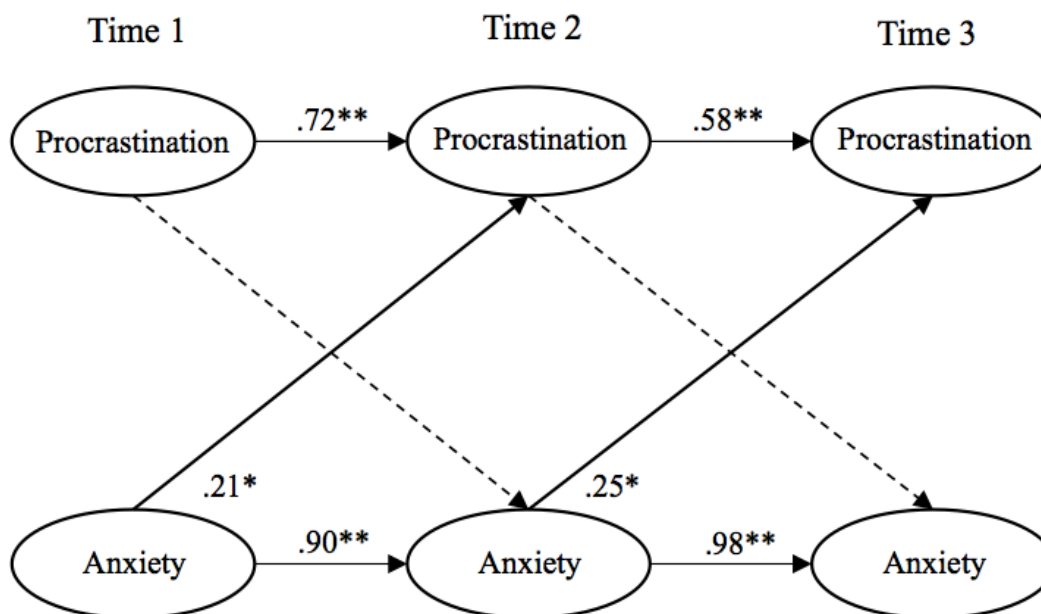 Time 1
Time 2
Time 3
Procrastination
.72**
Procrastination
.58**
Procrastination
.21*
.25*
Anxiety
.90**
Anxiety
.98**
Anxiety